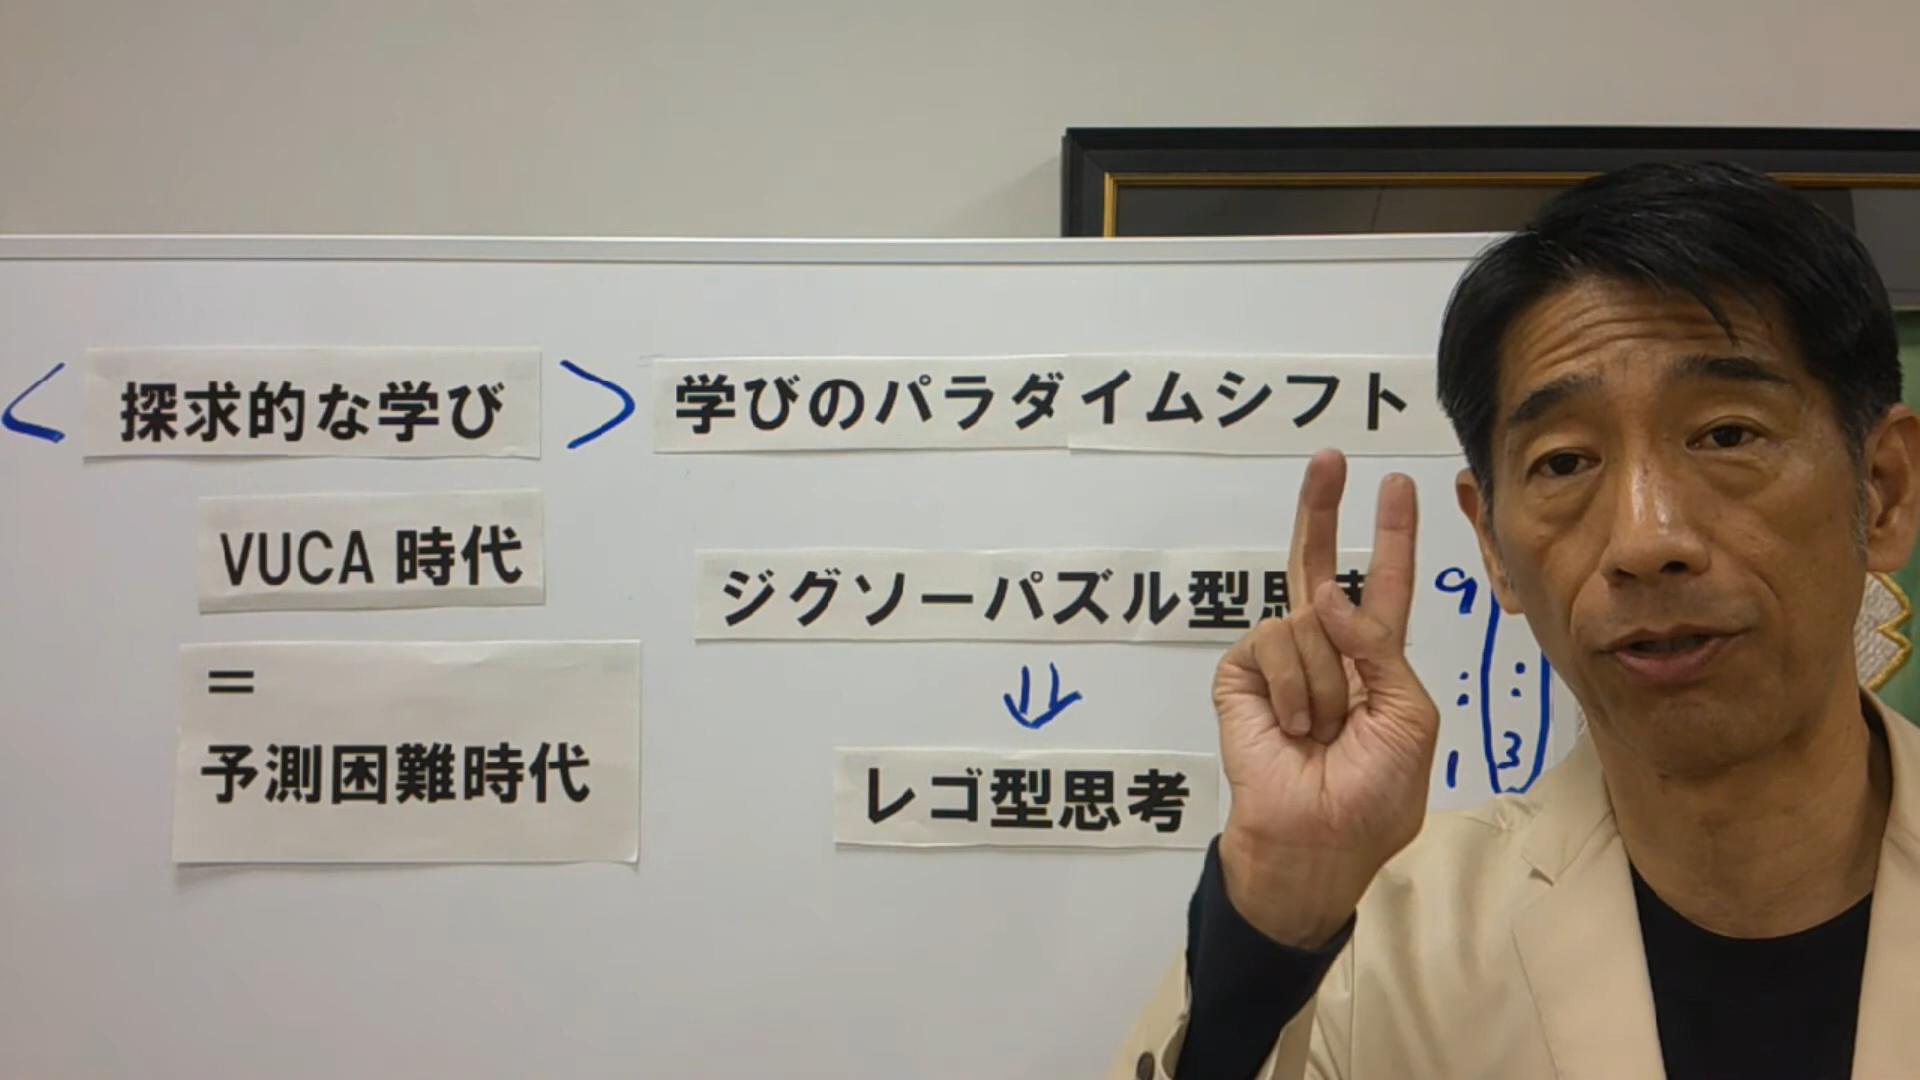 <探求的な学び>
学びのパラダイムシフト
VUCA 時代
=
予測困難時代
ジグソーパズル型思考
⇓
レゴ型思考
9
: :
1 3